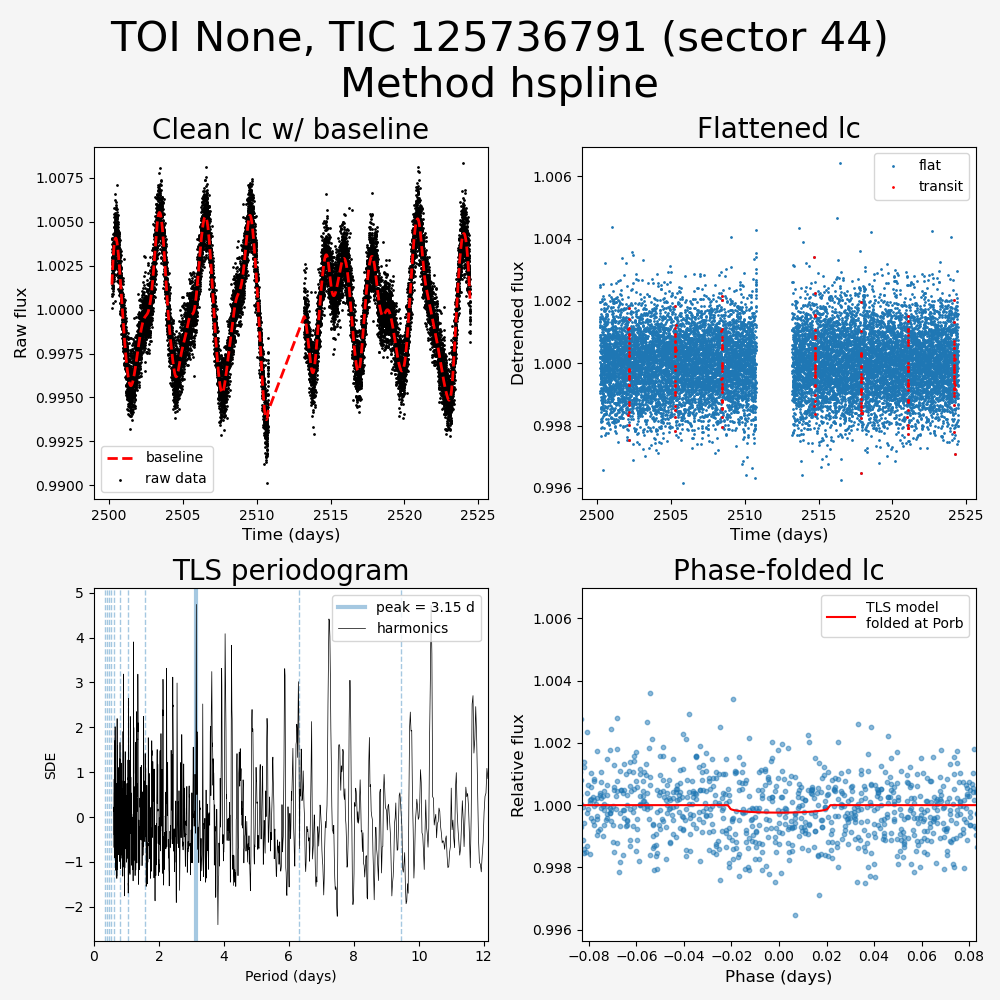 TOI None, TIC 125736791 (sector 44)
Method hspline
Clean lc w/ baseline
Raw flux
1.0075
1.0050
1.0025
1.0000
0.9975
0.9950
0.9925
0.9900
baseline
raw data
2500
2505
2510
2515
2520
2525
Time (days)
Flattened lc
Detrended flux
1.006
1.004
1.002
1.000
0.998
0.996
flat
transit
2500
2505
2510
2515
2520
2525
Time (days)
TLS periodogram
SDE
5
4
3
2
1
0
−1
−2
peak = 3.15 d
harmonics
0
2
4
6
8
10
12
Period (days)
Phase-folded lc
Relative flux
1.006
1.004
1.002
1.000
0.998
0.996
TLS model
folded at Porb
−0.08
−0.06
−0.04
−0.02
0.00
0.02
0.04
0.06
0.08
Phase (days)